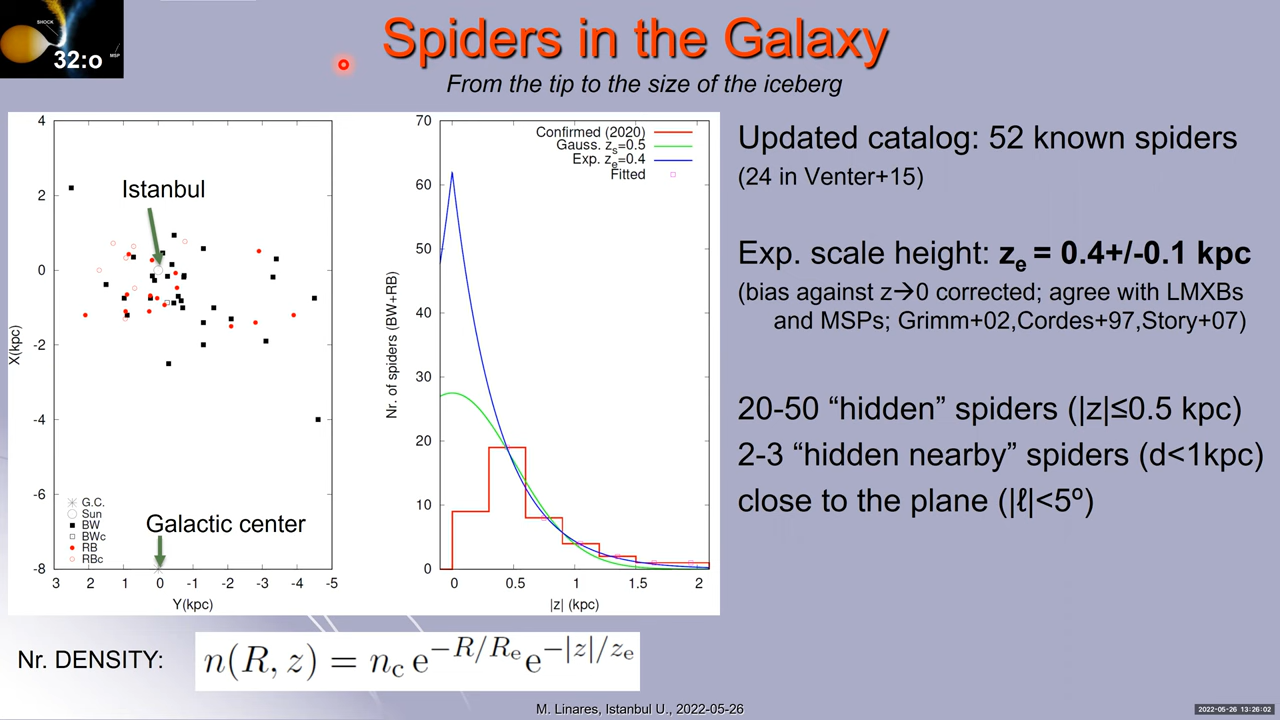 SHOCK
MSP
32:o
Spiders in the Galaxy
From the tip to the size of the iceberg
4
2
0
-2
-4
-6
-8
X(kpc)
Istanbul
Galactic center
G.C.
Sun
BW
BWc
RB
RBc
3 2 1 0 -1 -2 -3 -4 -5
Y(kpc)
70
60
50
40
30
20
10
0
Nr. of spiders (BW+RB)
Confirmed (2020)
Gauss. z_s=0.5
Exp. z_e=0.4
Fitted
0 0.5 1 1.5 2
|z| (kpc)
Updated catalog: 52 known spiders
(24 in Venter+15)
Exp. scale height: z_e = 0.4+/-0.1 kpc
(bias against z→0 corrected; agree with LMXBs
and MSPs; Grimm+02,Cordes+97,Story+07)
20-50 “hidden” spiders (|z|≤0.5 kpc)
2-3 “hidden nearby” spiders (d<1kpc)
close to the plane (|ℓ|<5º)
Nr. DENSITY:
n(R, z) = n_c e^{−R/R_e} e^{−|z|/z_e}
M. Linares, Istanbul U., 2022-05-26
2022-05-26 13:26:02